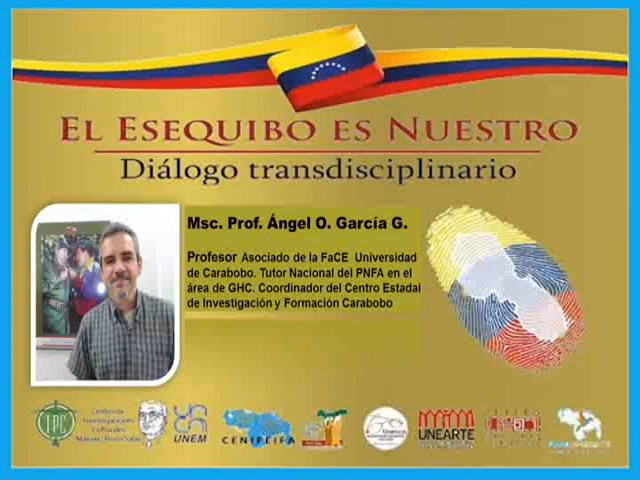 EL ESEQUIBO ES NUESTRO
Diálogo transdisciplinario
Msc. Prof. Ángel O. García G.
Profesor Asociado de la FaCE Universidad
de Carabobo. Tutor Nacional del PNFA en el
área de GHC. Coordinador del Centro Estadal
de Investigación y Formación Carabobo
IPC
UNEM
CENIPEIFA
UNEARTE